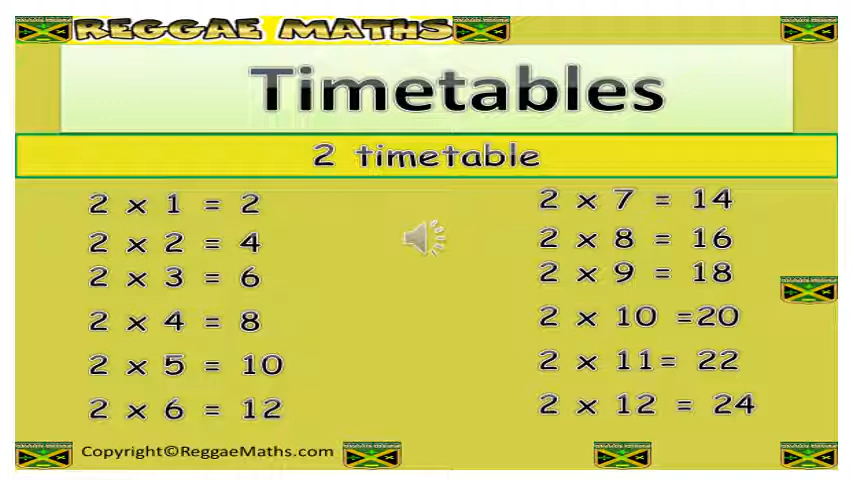 REGGAE MATHS
Timetables
2 timetable
2 x 1 = 2
2 x 2 = 4
2 x 3 = 6
2 x 4 = 8
2 x 5 = 10
2 x 6 = 12
2 x 7 = 14
2 x 8 = 16
2 x 9 = 18
2 x 10 =20
2 x 11= 22
2 x 12 = 24
Copyright©ReggaeMaths.com